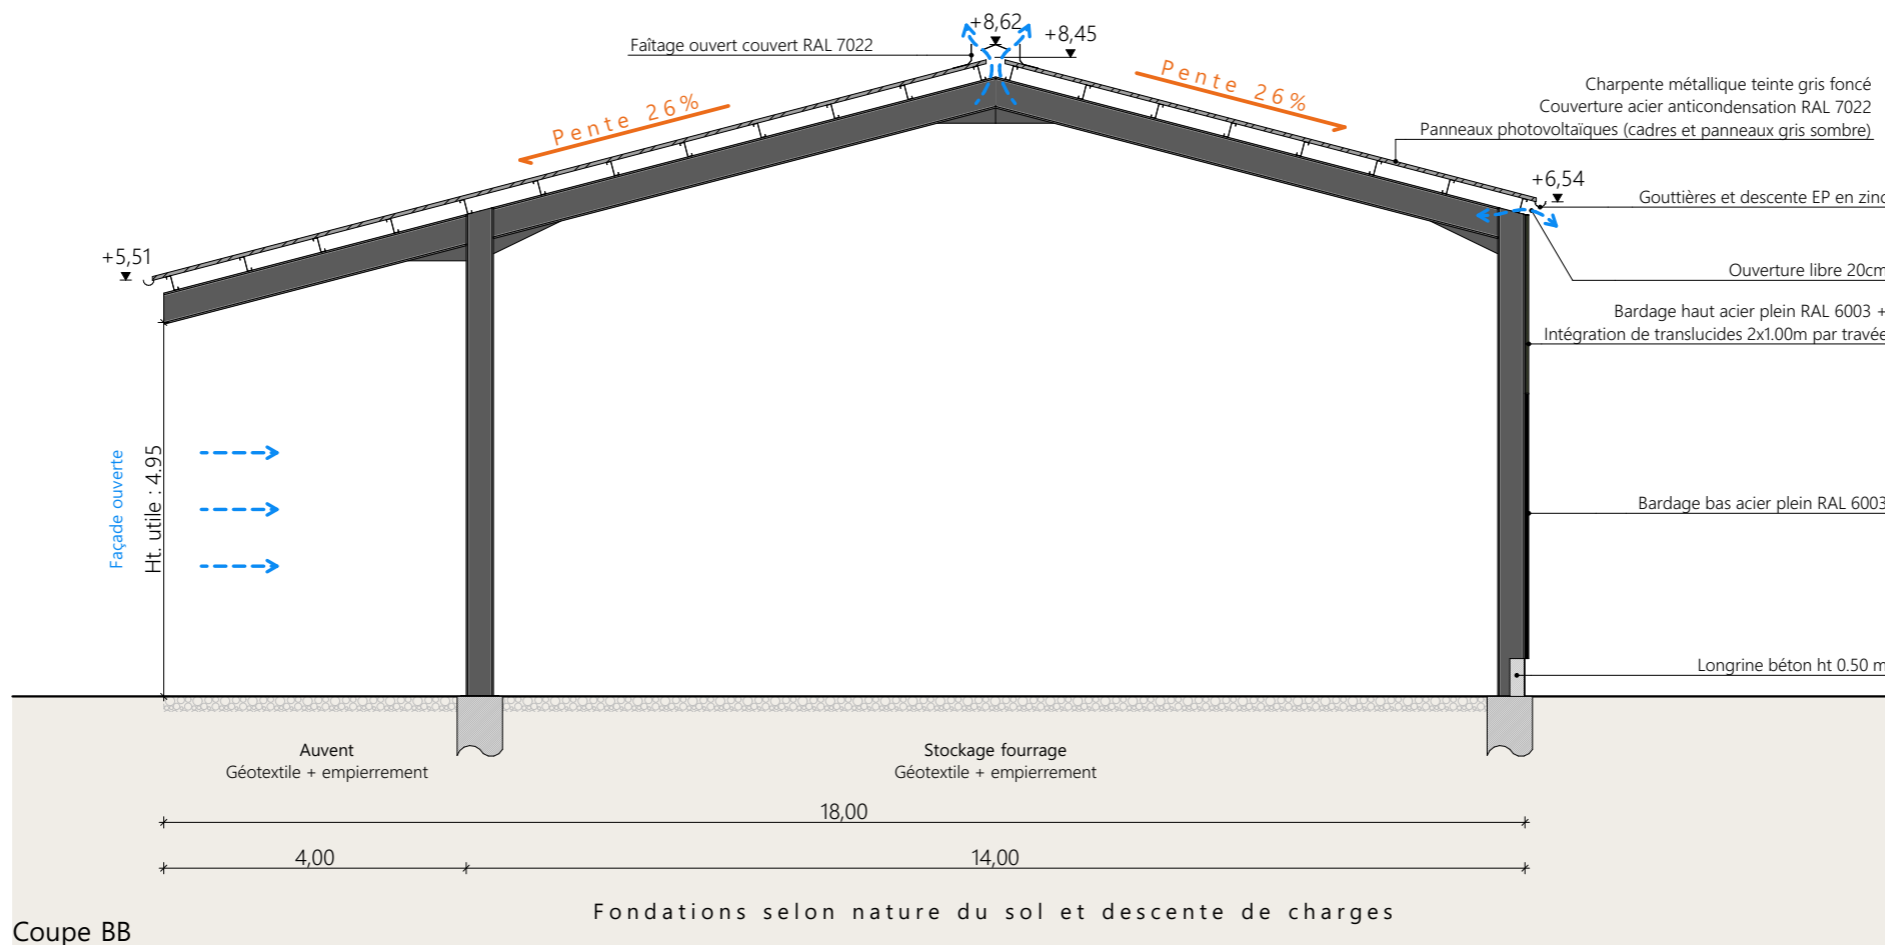 +8,62
+8,45
Faîtage ouvert couvert RAL 7022
Pente 26%
Pente 26%
Charpente métallique teinte gris foncé
Couverture acier anticondensation RAL 7022
Panneaux photovoltaïques (cadres et panneaux gris sombre)
+6,54
Gouttières et descente EP en zinc
+5,51
Ouverture libre 20cm
Bardage haut acier plein RAL 6003 +
Intégration de translucides 2x1.00m par travée
Façade ouverte
Ht. utile : 4.95
Bardage bas acier plein RAL 6003
Longrine béton ht 0.50 m
Auvent
Géotextile + empierrement
Stockage fourrage
Géotextile + empierrement
18,00
4,00
14,00
Fondations selon nature du sol et descente de charges
Coupe BB